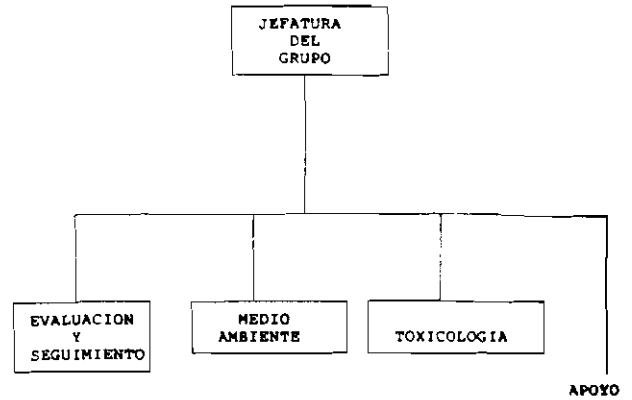 JEFATURA
DEL
GRUPO
EVALUACION
Y
SEGUIMIENTO
MEDIO
AMBIENTE
TOXICOLOGIA
APOYO